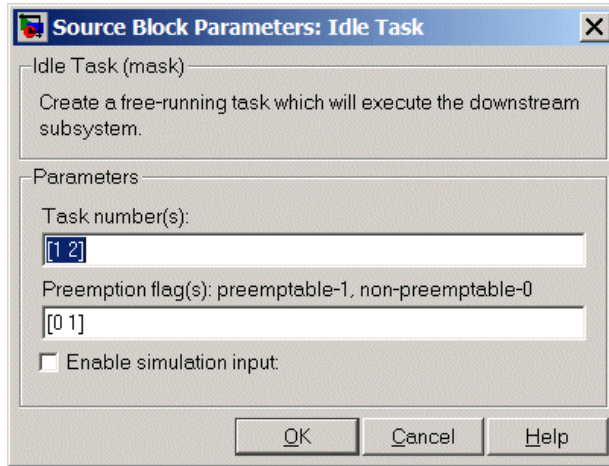 Source Block Parameters: Idle Task
Idle Task (mask)
Create a free-running task which will execute the downstream
subsystem.
Parameters
Task number(s):
[1 2]
Preemption flag(s): preemptable-1, non-preemptable-0
[0 1]
Enable simulation input:
OK Cancel Help